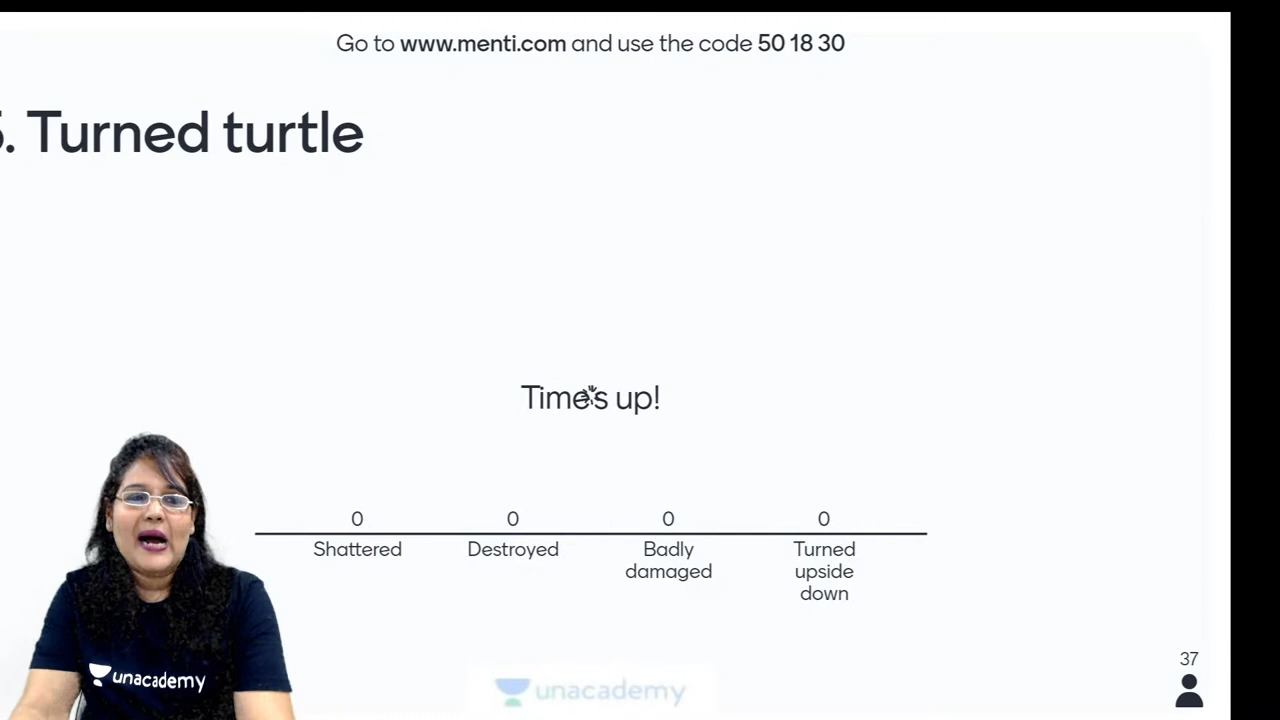 Go to www.menti.com and use the code 50 18 30
. Turned turtle
Time's up!
0 0 0 0
Shattered Destroyed Badly damaged Turned upside down
37
unacademy
unacademy